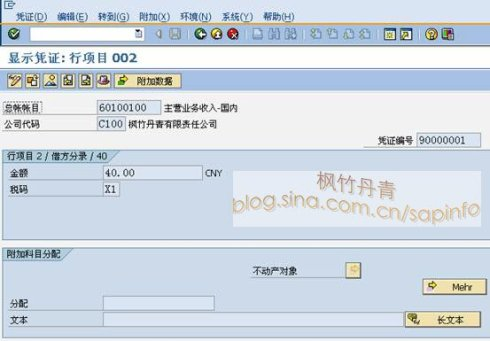 凭证(D) 编辑(E) 转到(G) 附加(X) 环境(N) 系统(Y) 帮助(H)
显示凭证: 行项目 002
附加数据
总帐帐目 60100100 主营业务收入-国内
公司代码 C100 枫竹丹青有限责任公司
凭证编号 90000001
行项目 2 / 借方分录 / 40
金额 40.00 CNY
税码 X1
枫竹丹青
blog.sina.com.cn/sapinfo
附加科目分配
不动产对象
Mehr
分配
文本 长文本